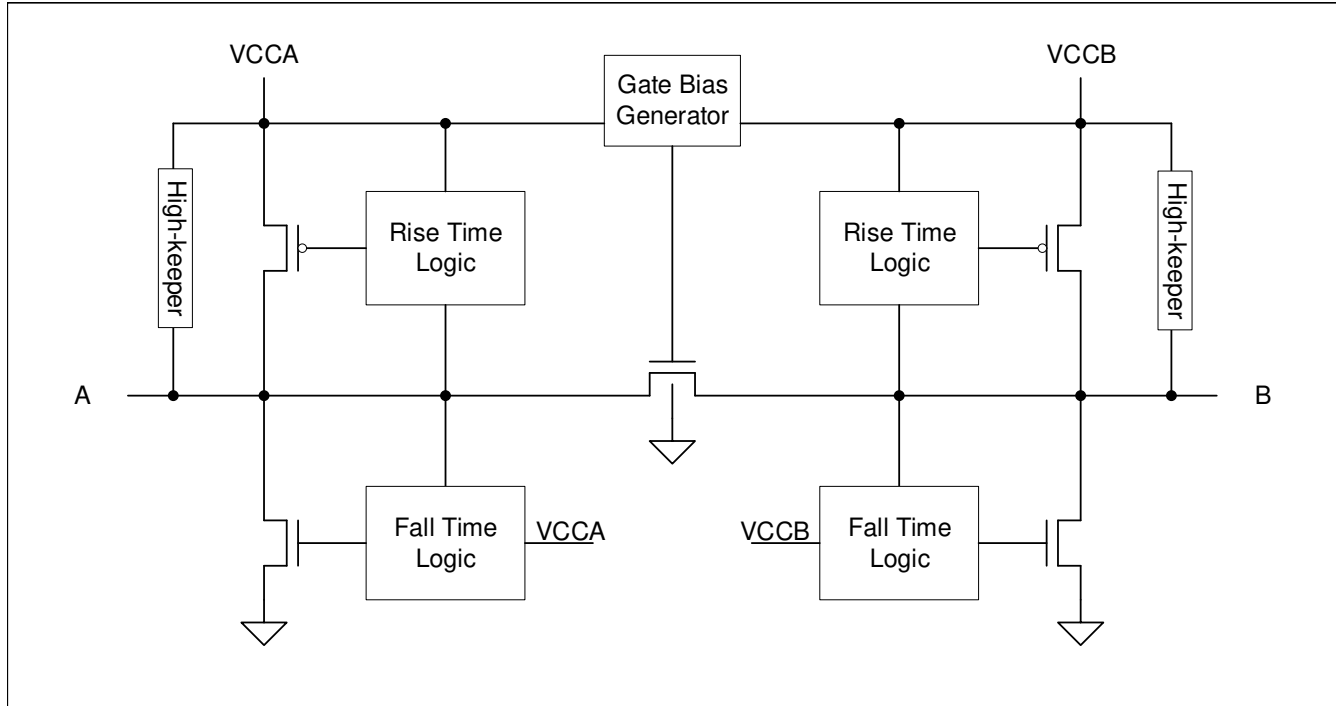 VCCA
VCCB
Gate Bias
Generator
High-keeper
Rise Time
Logic
Rise Time
Logic
High-keeper
A
B
Fall Time
Logic
VCCA
VCCB
Fall Time
Logic